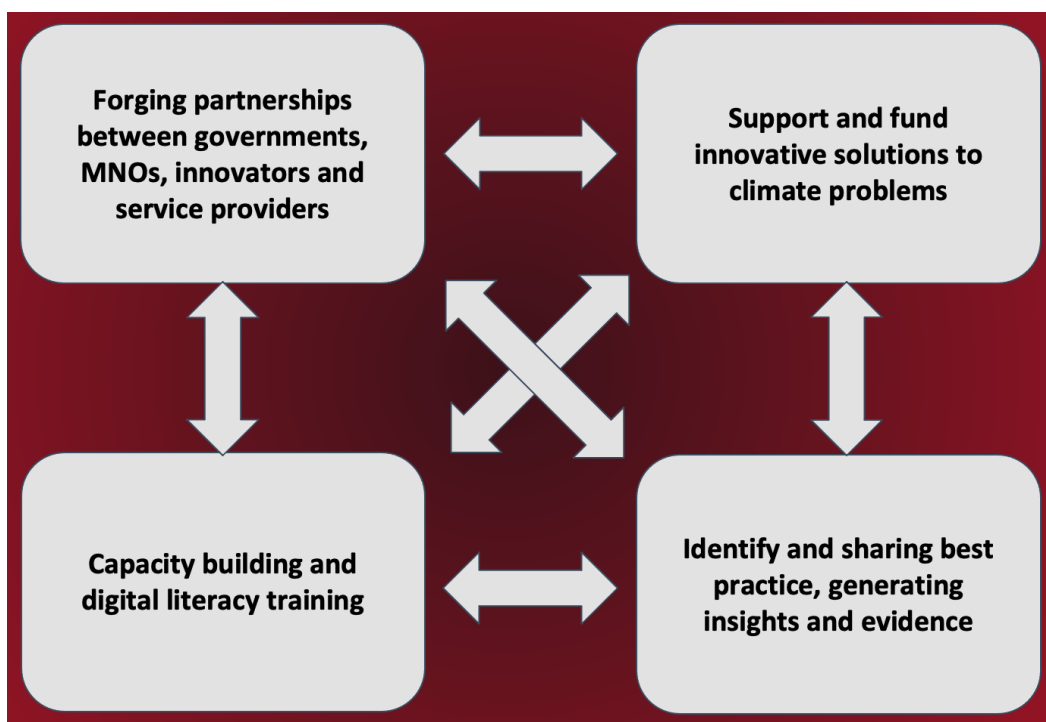 Forging partnerships
between governments,
MNOs, innovators and
service providers
Support and fund
innovative solutions to
climate problems
Capacity building and
digital literacy training
Identify and sharing best
practice, generating
insights and evidence